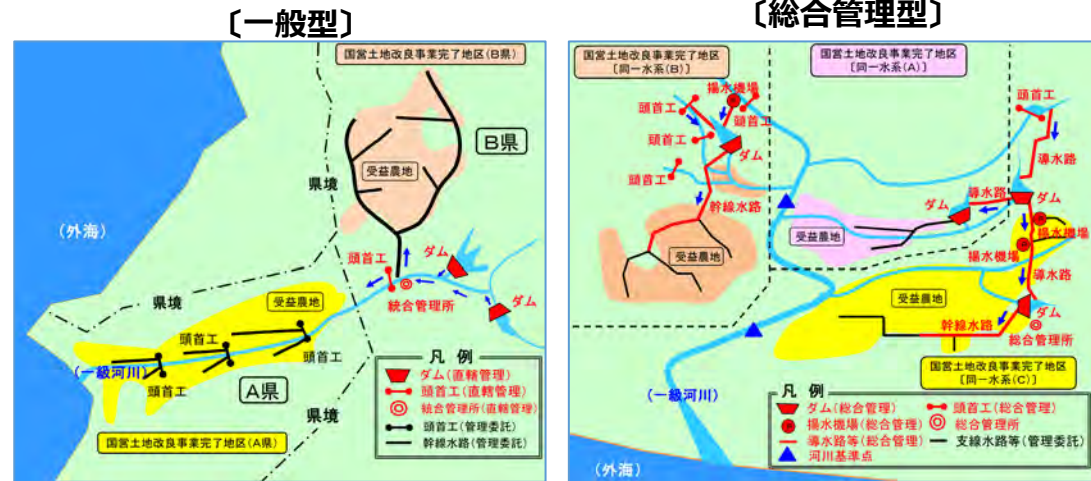 〔一般型〕
国営土地改良事業完了地区(B県)
B県
受益農地
県境
(外海)
頭首工
ダム
ダム
統合管理所
県境
受益農地
頭首工
頭首工
頭首工
(一級河川)
A県
県境
国営土地改良事業完了地区(A県)
凡 例
ダム(直轄管理)
頭首工(直轄管理)
統合管理所(直轄管理)
頭首工(管理委託)
幹線水路(管理委託)
〔総合管理型〕
国営土地改良事業完了地区
[同一水系(B)]
国営土地改良事業完了地区
[同一水系(A)]
揚水機場
頭首工
頭首工
頭首工
頭首工
ダム
幹線水路
受益農地
頭首工
導水路
導水路
ダム
ダム
受益農地
揚水機場
揚水機場
導水路
受益農地
ダム
幹線水路
総合管理所
国営土地改良事業完了地区
[同一水系(C)]
(一級河川)
(外海)
凡 例
ダム(総合管理)
頭首工(総合管理)
揚水機場(総合管理)
総合管理所
導水路等(総合管理)
支線水路等(管理委託)
河川基準点